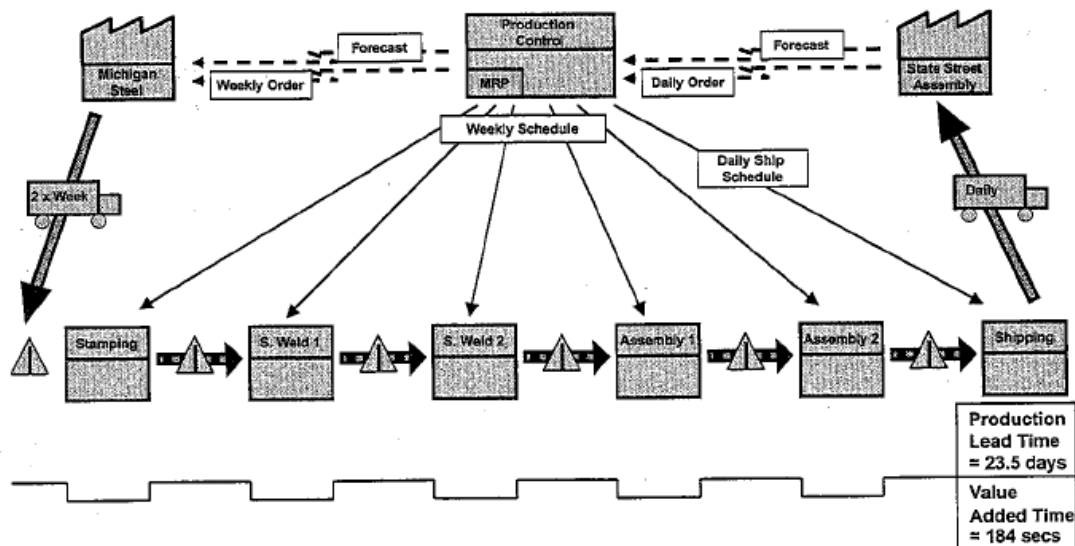 Production
Control
MRP
Forecast
Weekly Order
Forecast
Daily Order
Michigan
Steel
State Street
Assembly
Weekly Schedule
Daily Ship
Schedule
2 x Week
Daily
Stamping
S. Weld 1
S. Weld 2
Assembly 1
Assembly 2
Shipping
Production
Lead Time
= 23.5 days
Value
Added Time
= 184 secs